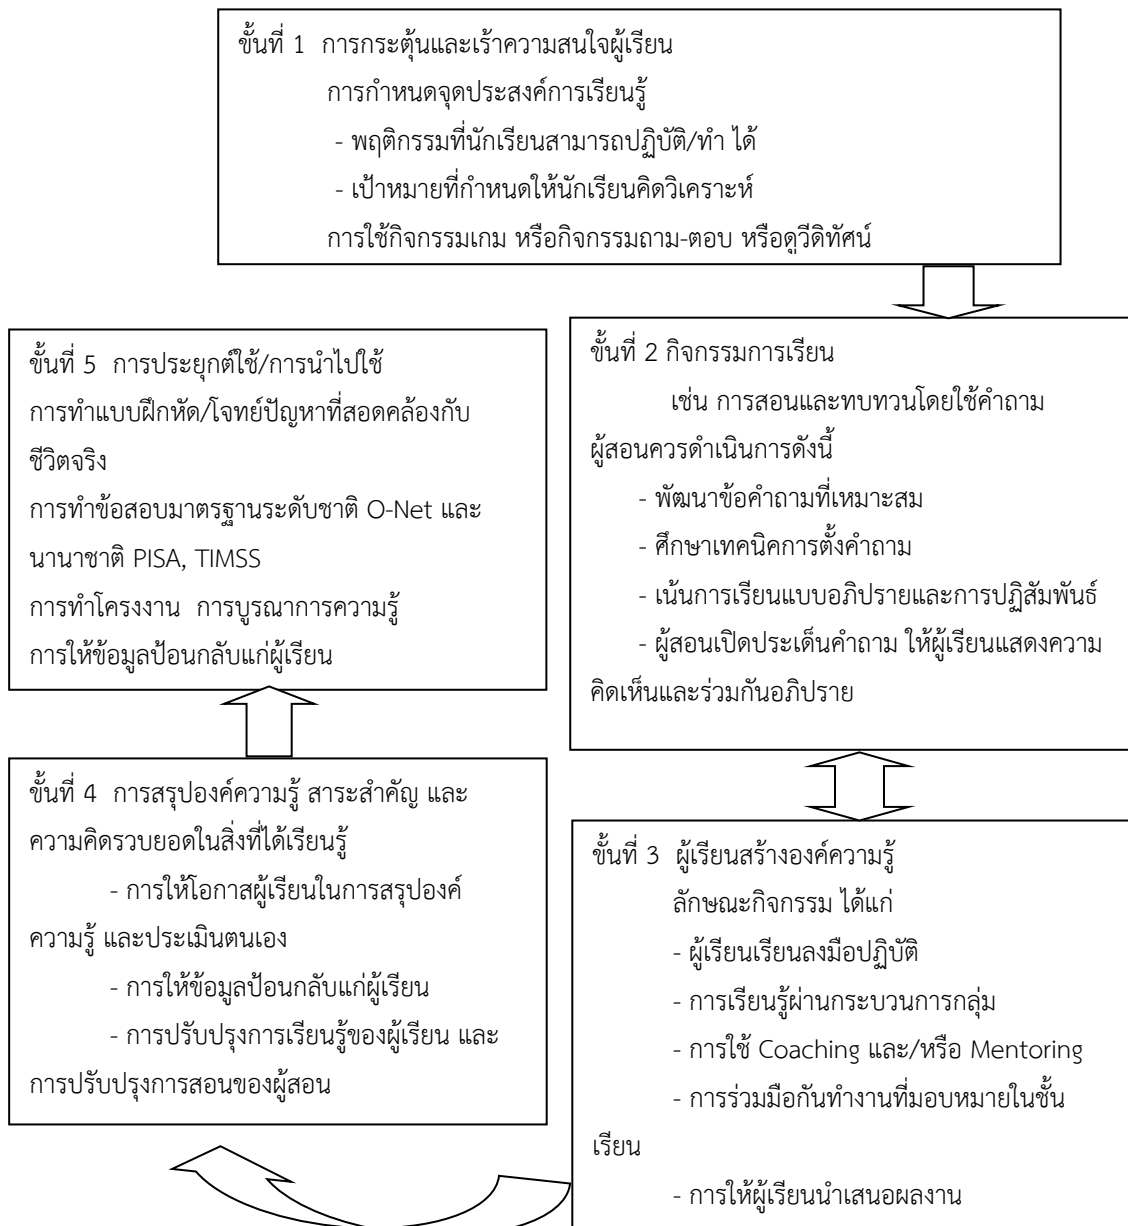 ขั้นที่ 1  การกระตุ้นและเร้าความสนใจผู้เรียน
การกำหนดจุดประสงค์การเรียนรู้
- พฤติกรรมที่นักเรียนสามารถปฏิบัติ/ทำ ได้
- เป้าหมายที่กำหนดให้นักเรียนคิดวิเคราะห์
การใช้กิจกรรมเกม หรือกิจกรรมถาม-ตอบ หรือดูวีดิทัศน์
ขั้นที่ 2 กิจกรรมการเรียน
เช่น การสอนและทบทวนโดยใช้คำถาม
ผู้สอนควรดำเนินการดังนี้
- พัฒนาข้อคำถามที่เหมาะสม
- ศึกษาเทคนิคการตั้งคำถาม
- เน้นการเรียนแบบอภิปรายและการปฏิสัมพันธ์
- ผู้สอนเปิดประเด็นคำถาม ให้ผู้เรียนแสดงความ
คิดเห็นและร่วมกันอภิปราย
ขั้นที่ 3  ผู้เรียนสร้างองค์ความรู้
ลักษณะกิจกรรม ได้แก่
- ผู้เรียนเรียนลงมือปฏิบัติ
- การเรียนรู้ผ่านกระบวนการกลุ่ม
- การใช้ Coaching และ/หรือ Mentoring
- การร่วมมือกันทำงานที่มอบหมายในชั้น
เรียน
- การให้ผู้เรียนนำเสนอผลงาน
ขั้นที่ 4  การสรุปองค์ความรู้ สาระสำคัญ และ
ความคิดรวบยอดในสิ่งที่ได้เรียนรู้
- การให้โอกาสผู้เรียนในการสรุปองค์
ความรู้ และประเมินตนเอง
- การให้ข้อมูลป้อนกลับแก่ผู้เรียน
- การปรับปรุงการเรียนรู้ของผู้เรียน และ
การปรับปรุงการสอนของผู้สอน
ขั้นที่ 5  การประยุกต์ใช้/การนำไปใช้
การทำแบบฝึกหัด/โจทย์ปัญหาที่สอดคล้องกับ
ชีวิตจริง
การทำข้อสอบมาตรฐานระดับชาติ O-Net และ
นานาชาติ PISA, TIMSS
การทำโครงงาน  การบูรณาการความรู้
การให้ข้อมูลป้อนกลับแก่ผู้เรียน